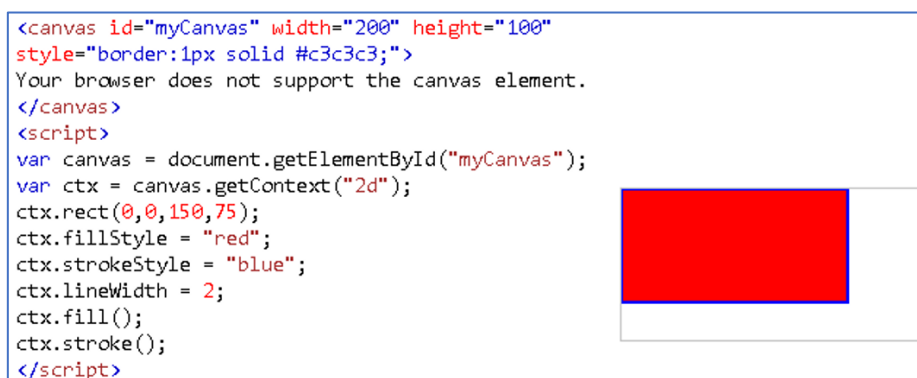 <canvas id="myCanvas" width="200" height="100"
style="border:1px solid #c3c3c3;">
Your browser does not support the canvas element.
</canvas>
<script>
var canvas = document.getElementById("myCanvas");
var ctx = canvas.getContext("2d");
ctx.rect(0,0,150,75);
ctx.fillStyle = "red";
ctx.strokeStyle = "blue";
ctx.lineWidth = 2;
ctx.fill();
ctx.stroke();
</script>